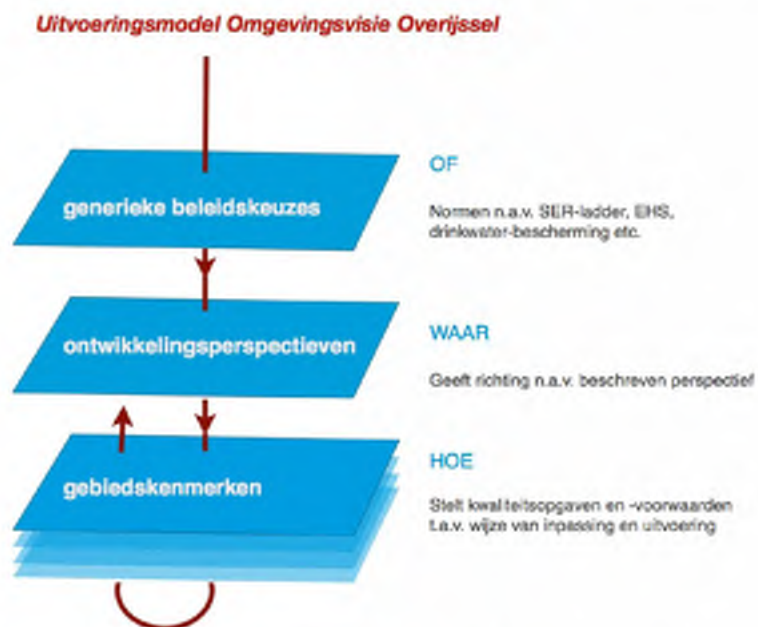 Uitvoeringsmodel Omgevingsvisie Overijssel
generieke beleidskeuzes
OF
Normen n.a.v. SER-ladder, EHS,
drinkwater-bescherming etc.
ontwikkelingsperspectieven
WAAR
Geeft richting n.a.v. beschreven perspectief
gebiedskenmerken
HOE
Stelt kwaliteitsopgaven en -voorwaarden
t.a.v. wijze van inpassing en uitvoering